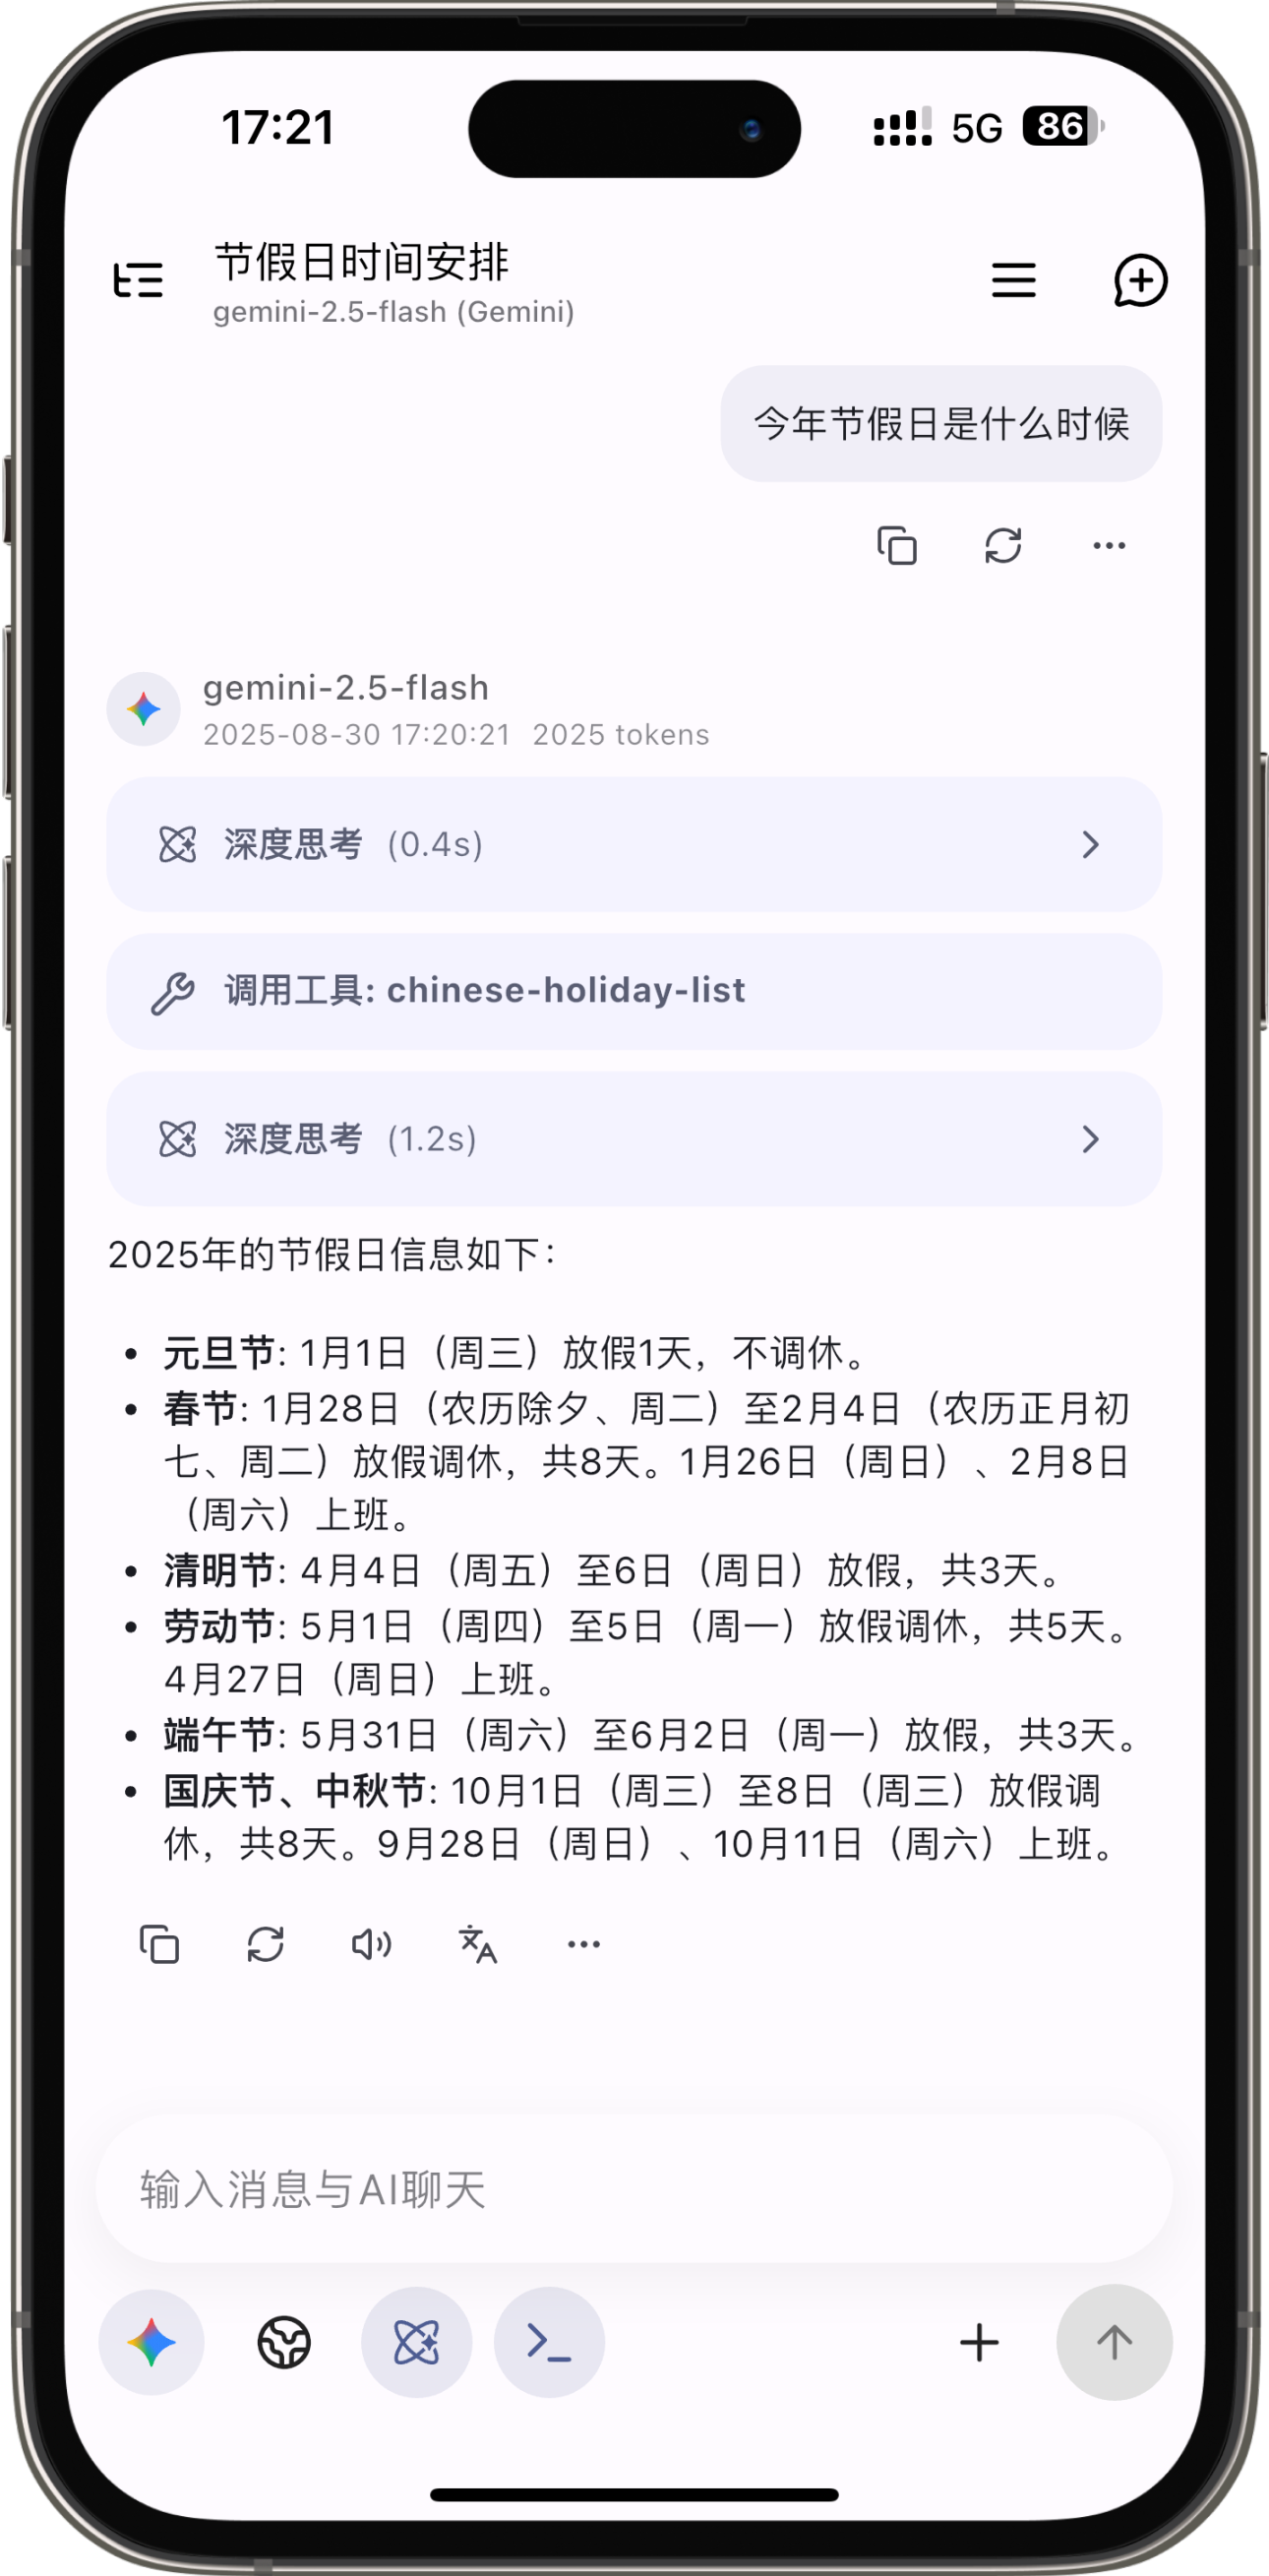 17:21 5G 86
节假日时间安排
gemini-2.5-flash (Gemini)
今年节假日是什么时候
gemini-2.5-flash
2025-08-30 17:20:21 2025 tokens
深度思考 (0.4s)
调用工具: chinese-holiday-list
深度思考 (1.2s)
2025年的节假日信息如下：
• 元旦节: 1月1日（周三）放假1天，不调休。
• 春节: 1月28日（农历除夕、周二）至2月4日（农历正月初
七、周二）放假调休，共8天。1月26日（周日）、2月8日
（周六）上班。
• 清明节: 4月4日（周五）至6日（周日）放假，共3天。
• 劳动节: 5月1日（周四）至5日（周一）放假调休，共5天。
4月27日（周日）上班。
• 端午节: 5月31日（周六）至6月2日（周一）放假，共3天。
• 国庆节、中秋节: 10月1日（周三）至8日（周三）放假调
休，共8天。9月28日（周日）、10月11日（周六）上班。
输入消息与AI聊天